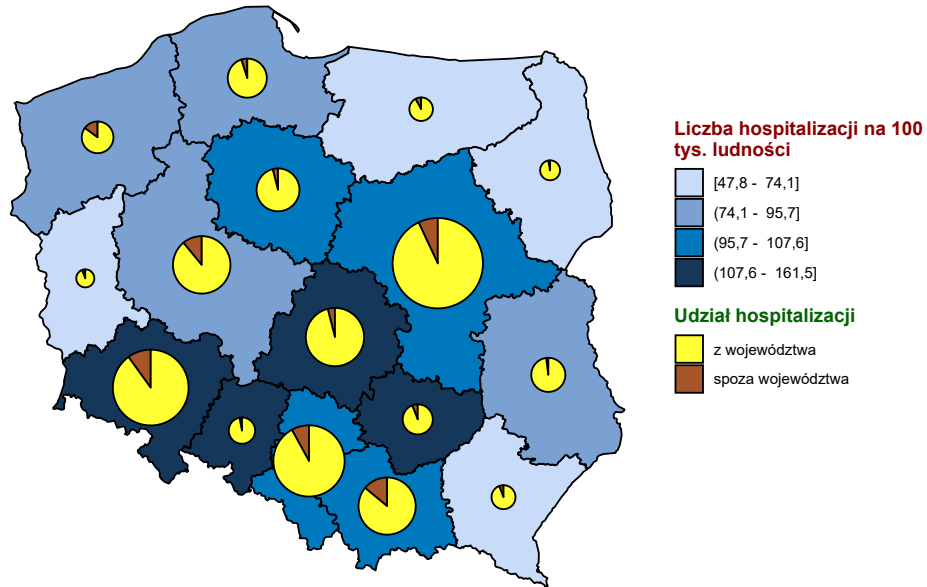 Liczba hospitalizacji na 100
tys. ludności
[47,8 - 74,1]
(74,1 - 95,7]
(95,7 - 107,6]
(107,6 - 161,5]
Udział hospitalizacji
z województwa
spoza województwa